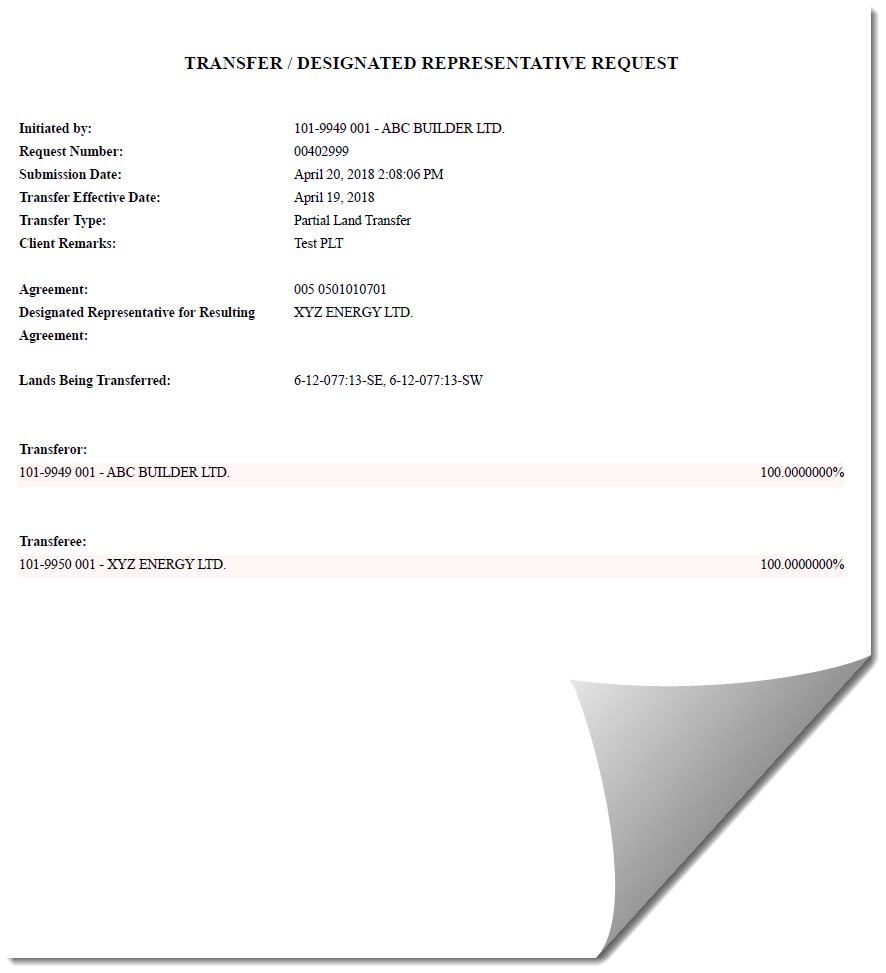 TRANSFER / DESIGNATED REPRESENTATIVE REQUEST
Initiated by: 101-9949 001 - ABC BUILDER LTD.
Request Number: 00402999
Submission Date: April 20, 2018 2:08:06 PM
Transfer Effective Date: April 19, 2018
Transfer Type: Partial Land Transfer
Client Remarks: Test PLT
Agreement: 005 0501010701
Designated Representative for Resulting XYZ ENERGY LTD.
Agreement:
Lands Being Transferred: 6-12-077:13-SE, 6-12-077:13-SW
Transferor:
101-9949 001 - ABC BUILDER LTD. 100.0000000%
Transferee:
101-9950 001 - XYZ ENERGY LTD. 100.0000000%